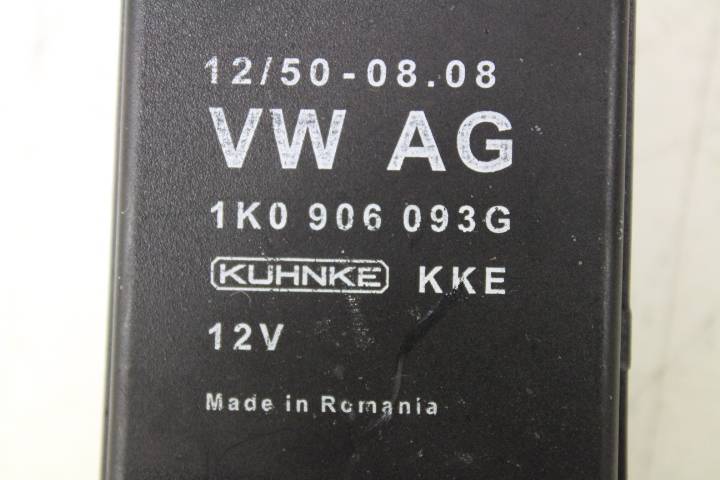 12/50-08.08
VW AG
1K0 906 093G
KUHNKE KKE
12V
Made in Romania